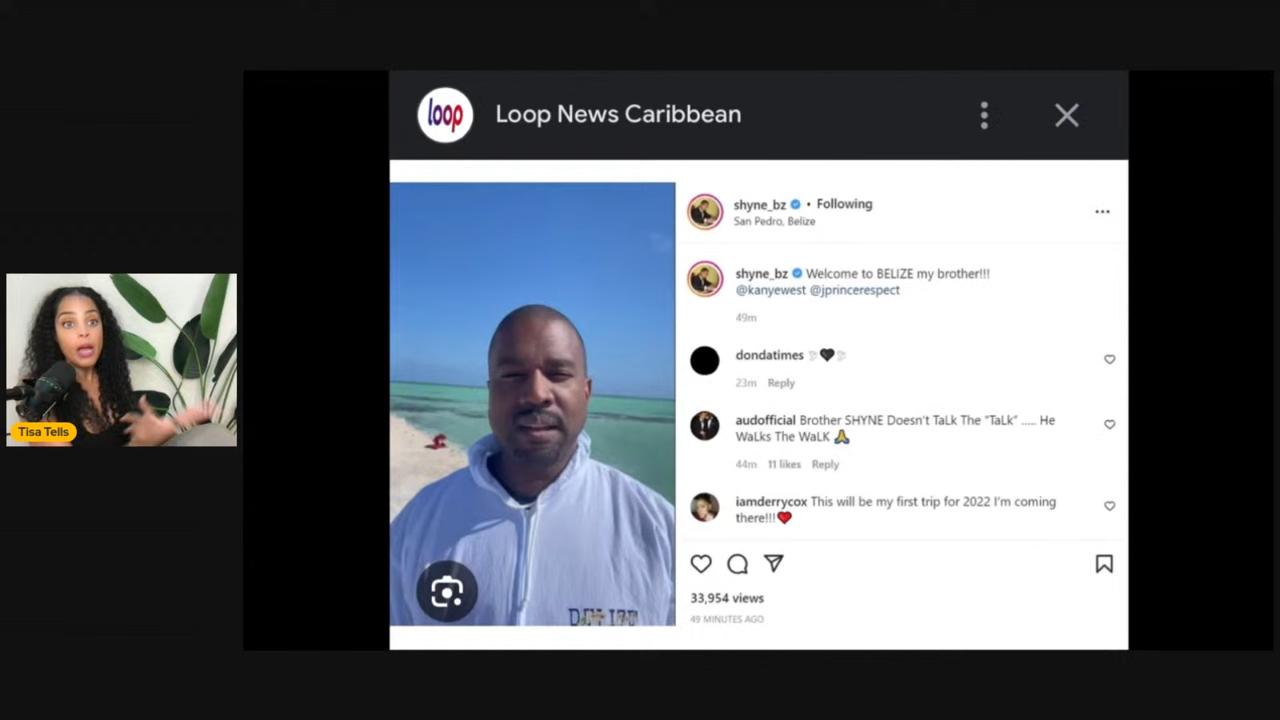 loop
Loop News Caribbean
shyne_bz • Following
San Pedro, Belize
shyne_bz Welcome to BELIZE my brother!!!
@kanyewest @jprincerespect
49m
dondatimes 🕊️🖤🕊️
23m Reply
audofficial Brother SHYNE Doesn't TaLk The "TaLk" ..... He
WaLks The WaLK 🙏
44m 11 likes Reply
iamderrycox This will be my first trip for 2022 I'm coming
there!!!❤️
33,954 views
49 MINUTES AGO
BELIZE
Tisa Tells